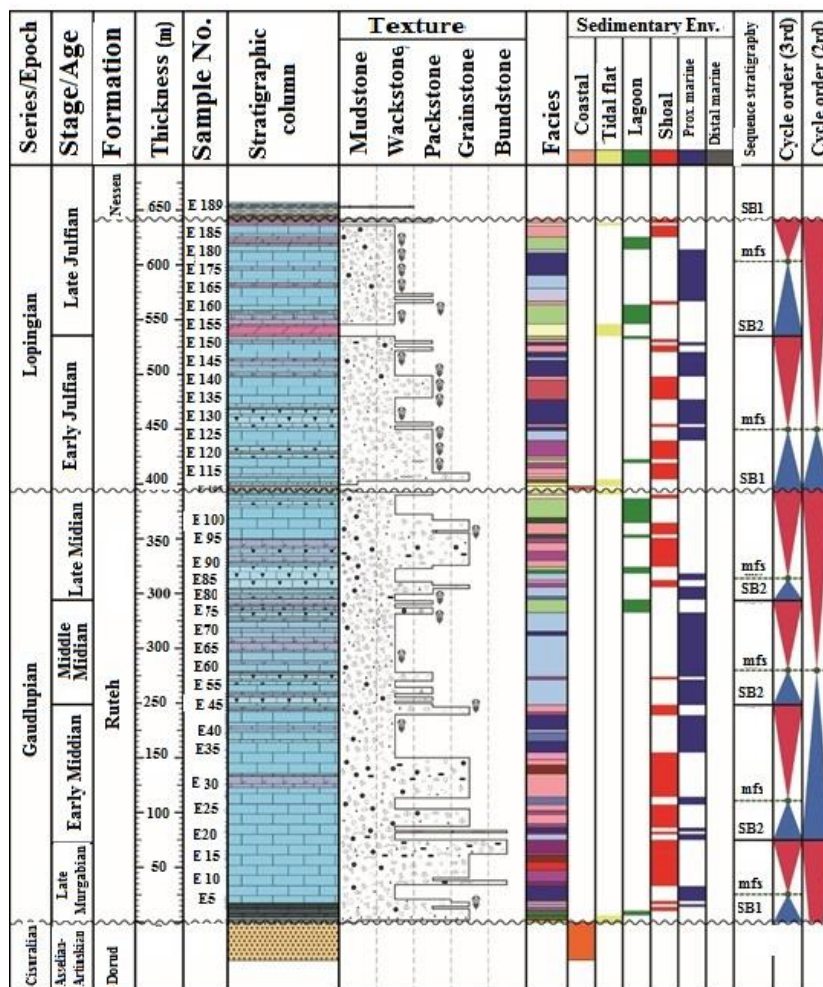 Series/Epoch
Stage/Age
Formation
Thickness (m)
Sample No.
Stratigraphic
column
Texture
Mudstone
Wackstone
Packstone
Grainstone
Bundstone
Facies
Sedimentary Env.
Coastal
Tidal flat
Lagoon
Shoal
Prox. marine
Distal marine
Sequence stratigraphy
Cycle order (3rd)
Cycle order (2rd)
Lopingian
Gaudlupian
Cisuralian
Late Julfian
Early Julfian
Late Midian
Middle
Midian
Early Middian
Late
Murgabian
Asselian-
Artinskian
Nessen
Ruteh
Dorud
650
600
550
500
450
400
350
300
250
200
150
100
50
0
E 189
E 185
E 180
E 175
E 165
E 160
E 155
E 150
E 145
E 140
E 135
E 130
E 125
E 120
E 115
E 100
E 95
E 90
E85
E80
E 75
E70
E65
E60
E 55
E 45
E40
E35
E 30
E25
E20
E 15
E 10
E5
SB1
mfs
SB2
mfs
SB1
mfs
SB2
mfs
SB2
mfs
SB2
mfs
SB1